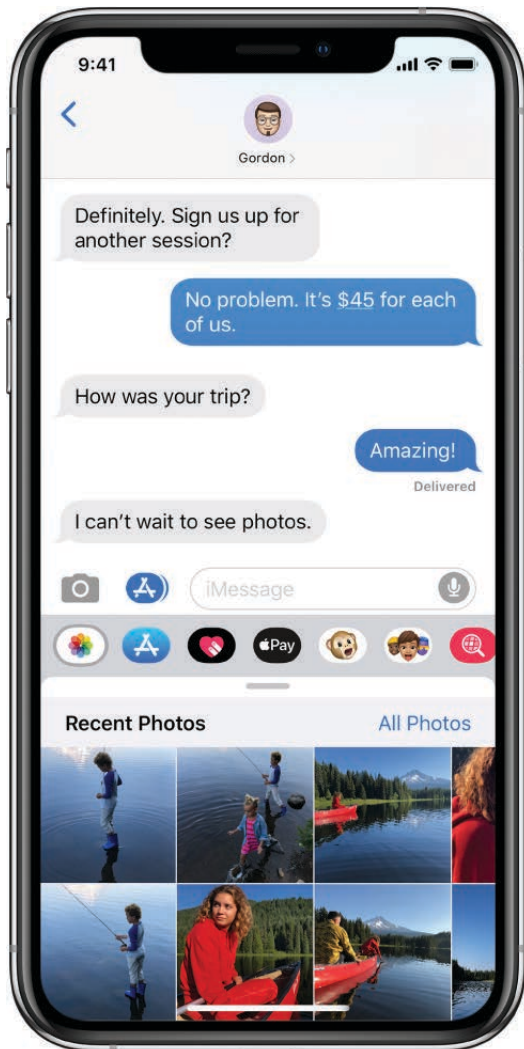 9:41
Gordon >
Definitely. Sign us up for
another session?
No problem. It's $45 for each
of us.
How was your trip?
Amazing!
Delivered
I can't wait to see photos.
iMessage
Pay
Recent Photos
All Photos